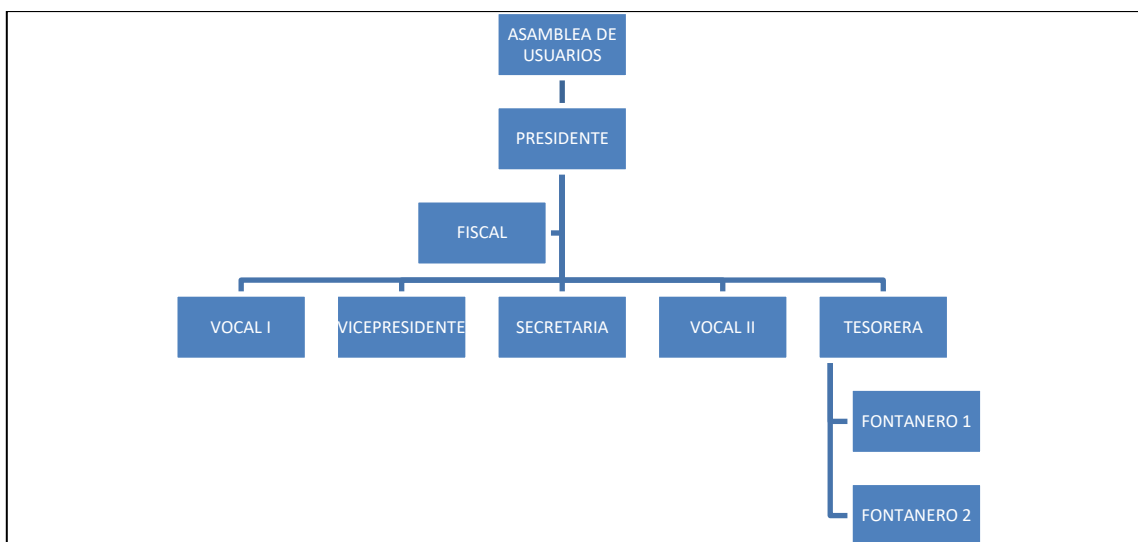 ASAMBLEA DE
USUARIOS
PRESIDENTE
FISCAL
VOCAL I
VICEPRESIDENTE
SECRETARIA
VOCAL II
TESORERA
FONTANERO 1
FONTANERO 2